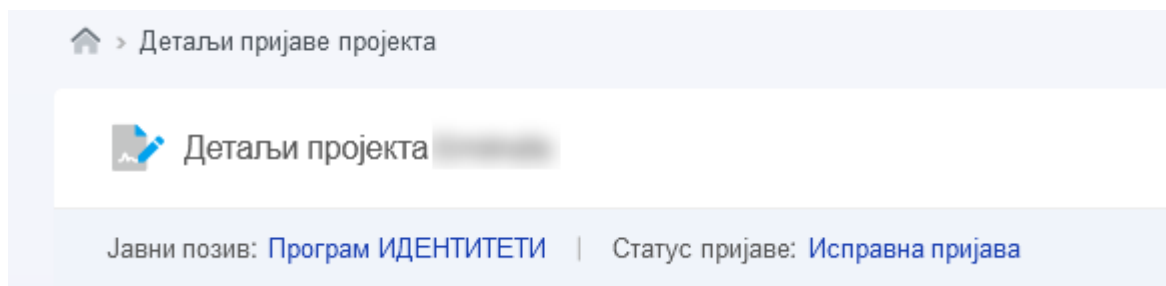 > Детаљи пријаве пројекта
Детаљи пројекта
Јавни позив: Програм ИДЕНТИТЕТИ | Статус пријаве: Исправна пријава